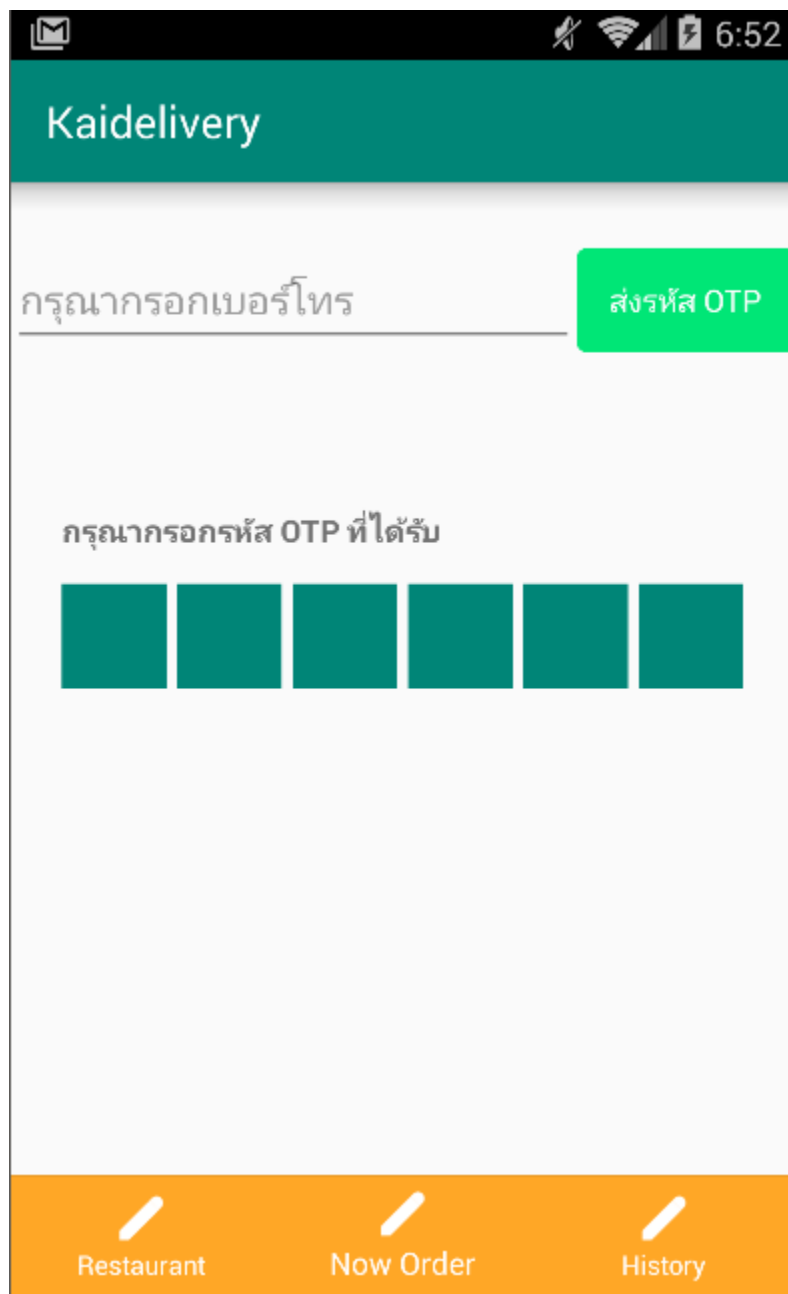 6:52
Kaidelivery
กรุณากรอกเบอร์โทร
ส่งรหัส OTP
กรุณากรอกรหัส OTP ที่ได้รับ
Restaurant
Now Order
History